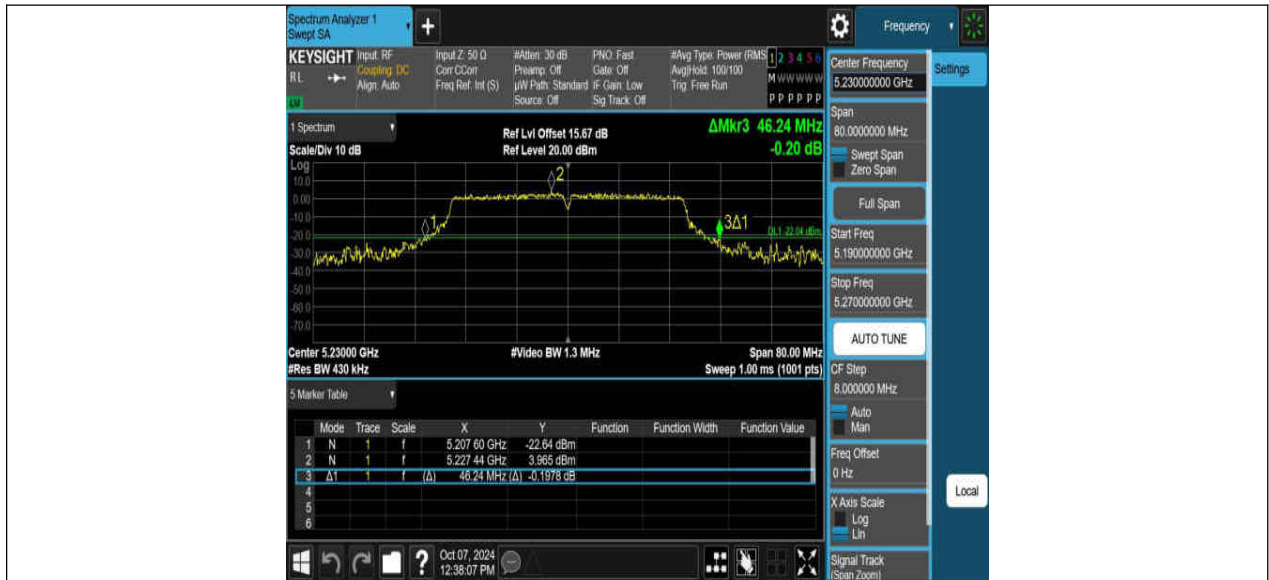 Spectrum Analyzer 1
Swept SA
+
Frequency
KEYSIGHT Input: RF Input Z: 50 Ω #Atten: 30 dB PNO: Fast #Avg Type: Power (RMS 1 2 3 4 5 6
RL Coupling: DC Corr CCorr Preamp: Off Gate: Off Avg|Hold: 100/100 M W W W W W
Align: Auto Freq Ref: Int (S) µW Path: Standard IF Gain: Low Trig: Free Run
Source: Off Sig Track: Off P P P P P P
1 Spectrum
Ref Lvl Offset 15.67 dB ΔMkr3 46.24 MHz
Scale/Div 10 dB Ref Level 20.00 dBm -0.20 dB
Log
10.0
0.00
-10.0
-20.0
-30.0
-40.0
-50.0
-60.0
-70.0
2
1
3Δ1
DL1 -22.04 dBm
Center 5.23000 GHz #Video BW 1.3 MHz Span 80.00 MHz
#Res BW 430 kHz Sweep 1.00 ms (1001 pts)
5 Marker Table
Mode Trace Scale X Y Function Function Width Function Value
1 N 1 f 5.207 60 GHz -22.64 dBm
2 N 1 f 5.227 44 GHz 3.965 dBm
3 Δ1 1 f (Δ) 46.24 MHz (Δ) -0.1978 dB
4
5
6
? Oct 07, 2024
12:38:07 PM
Center Frequency
5.230000000 GHz
Settings
Span
80.0000000 MHz
Swept Span
Zero Span
Full Span
Start Freq
5.190000000 GHz
Stop Freq
5.270000000 GHz
AUTO TUNE
CF Step
8.000000 MHz
Auto
Man
Freq Offset
0 Hz
Local
X Axis Scale
Log
Lin
Signal Track
(Span Zoom)